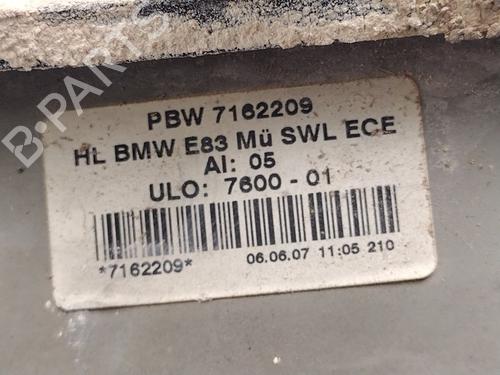 B-PARTS
PBW 7162209
HL BMW E83 Mü SWL ECE
AI: 05
ULO: 7600 - 01
*7162209*
06.06.07 11:05 210